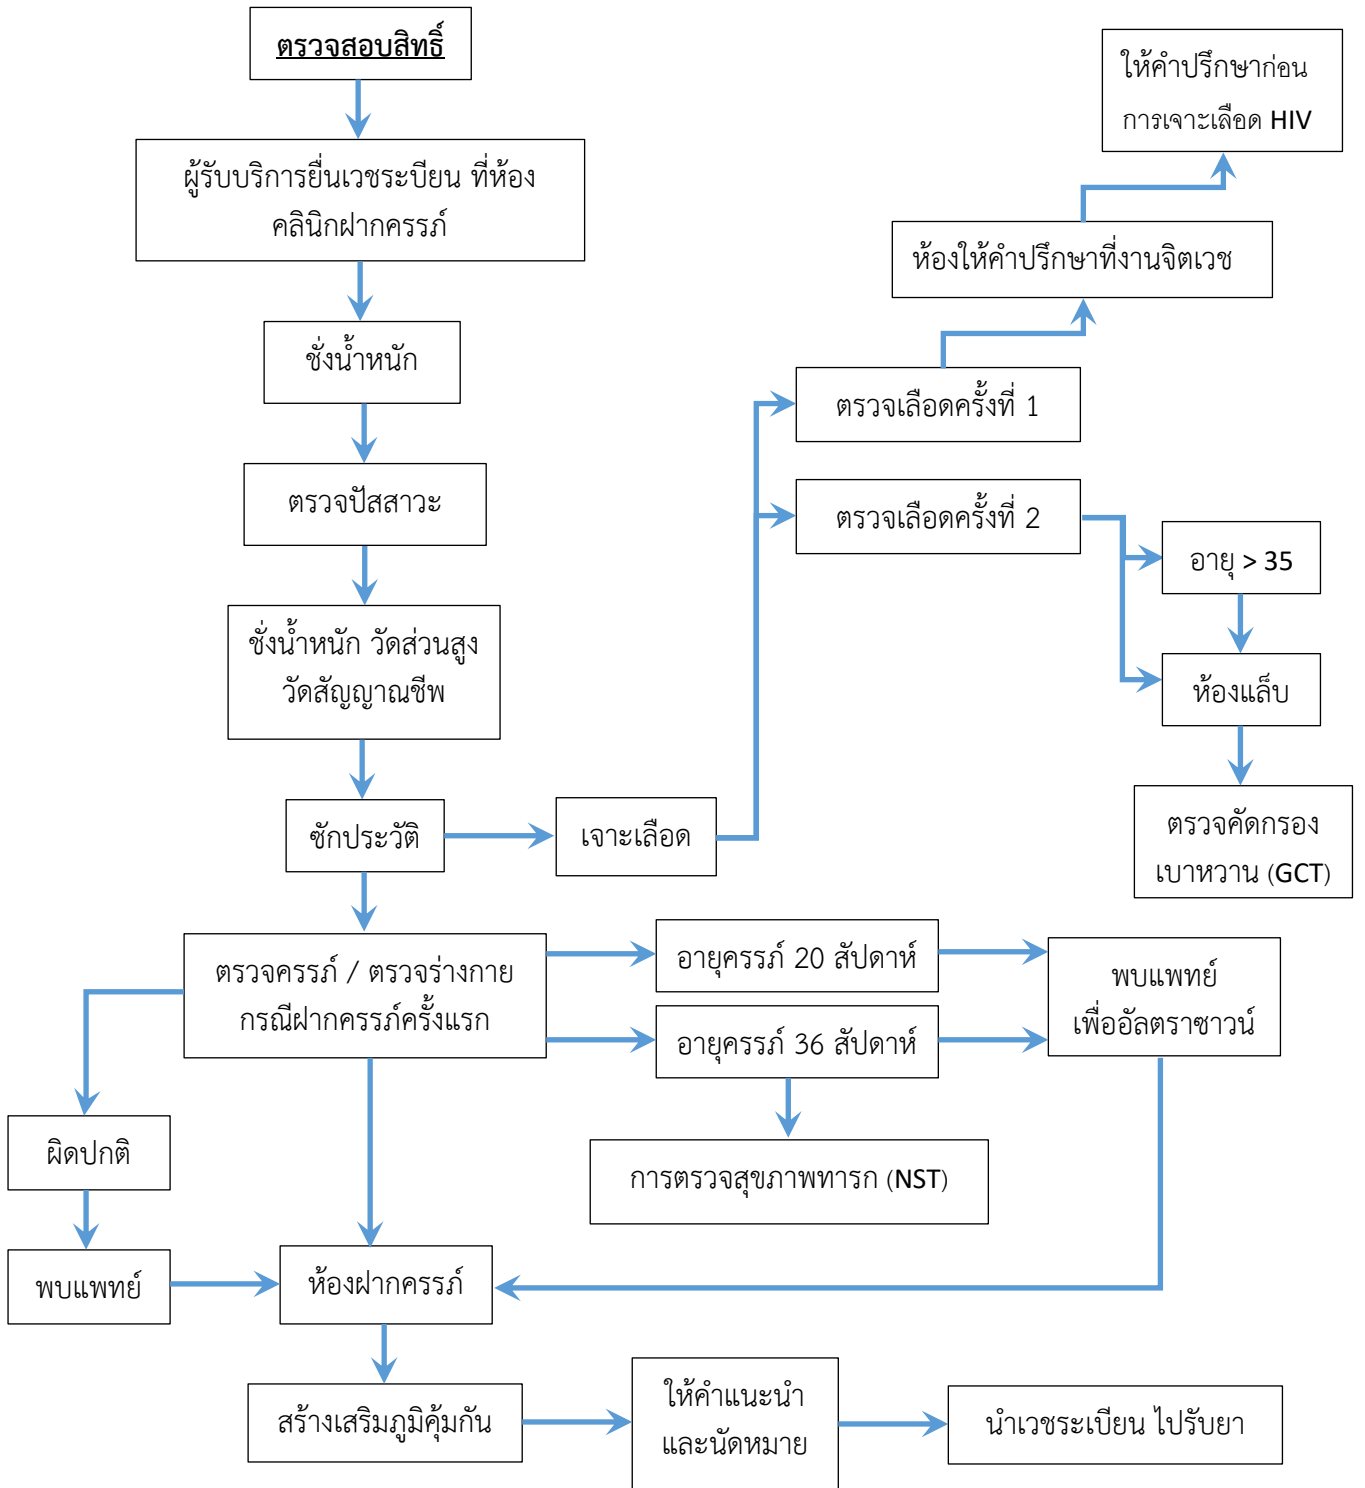 ตรวจสอบสิทธิ์
ให้คำปรึกษาก่อน
การเจาะเลือด HIV
ผู้รับบริการยื่นเวชระบียน ที่ห้อง
คลินิกฝากครรภ์
ห้องให้คำปรึกษาที่งานจิตเวช
ชั่งน้ำหนัก
ตรวจเลือดครั้งที่ 1
ตรวจปัสสาวะ
ตรวจเลือดครั้งที่ 2
อายุ > 35
ชั่งน้ำหนัก วัดส่วนสูง
วัดสัญญาณชีพ
ห้องแล็บ
ซักประวัติ
เจาะเลือด
ตรวจคัดกรอง
เบาหวาน (GCT)
ตรวจครรภ์ / ตรวจร่างกาย
กรณีฝากครรภ์ครั้งแรก
อายุครรภ์ 20 สัปดาห์
อายุครรภ์ 36 สัปดาห์
พบแพทย์
เพื่ออัลตราซาวน์
ผิดปกติ
การตรวจสุขภาพทารก (NST)
พบแพทย์
ห้องฝากครรภ์
สร้างเสริมภูมิคุ้มกัน
ให้คำแนะนำ
และนัดหมาย
นำเวชระเบียน ไปรับยา